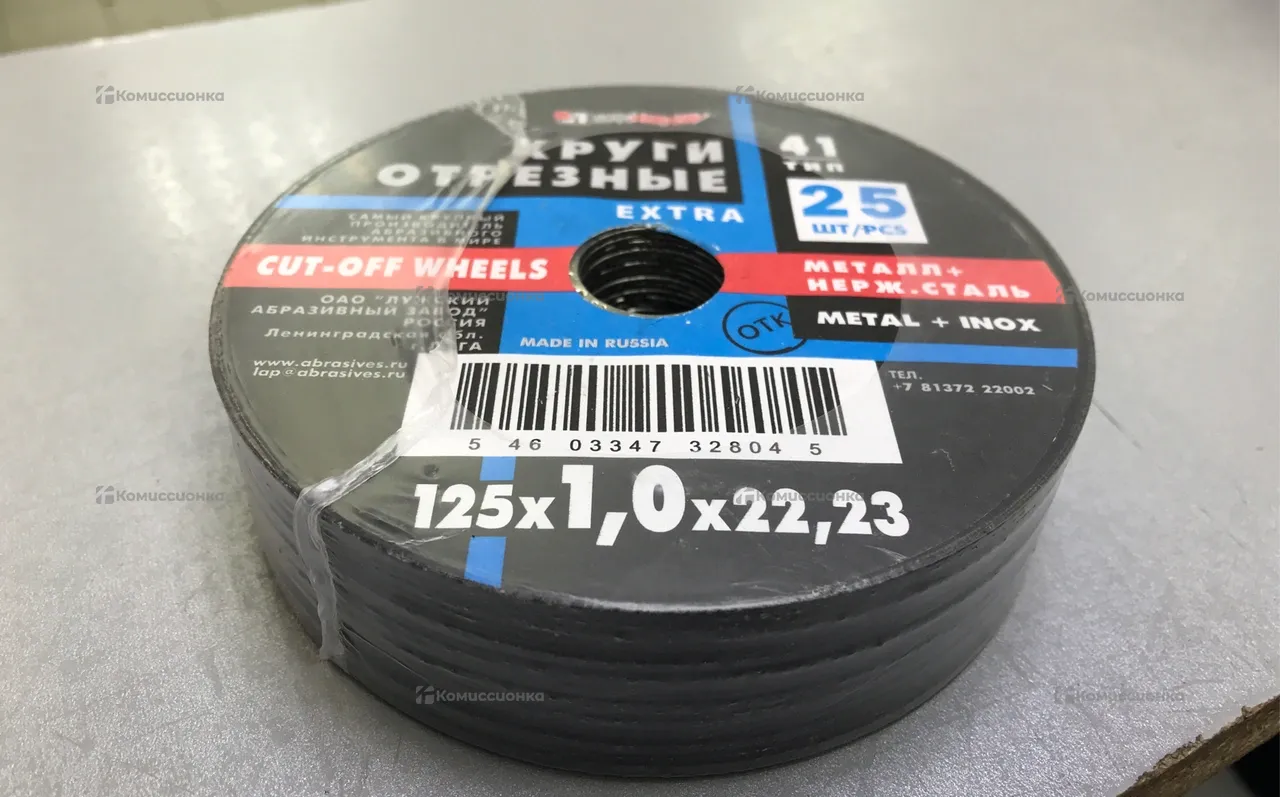 КРУГИ
ОТРЕЗНЫЕ
EXTRA
41
ТИП
25
ШТ/PCS
САМЫЙ КРУПНЫЙ
ПРОИЗВОДИТЕЛЬ
АБРАЗИВНОГО
ИНСТРУМЕНТА В МИРЕ
CUT-OFF WHEELS
МЕТАЛЛ+
НЕРЖ.СТАЛЬ
METAL + INOX
ОАО "ЛУЖСКИЙ
АБРАЗИВНЫЙ ЗАВОД"
РОССИЯ
Ленинградская обл.
г.ЛУГА
www.abrasives.ru
lap@abrasives.ru
MADE IN RUSSIA
ОТК
ТЕЛ.
+7 81372 22002
5 46 03347 32804 5
125x1,0x22,23
Комиссионка
Комиссионка
Комиссионка
Комиссионка
Комиссионка
Комиссионка
Комиссионка
Комиссионка